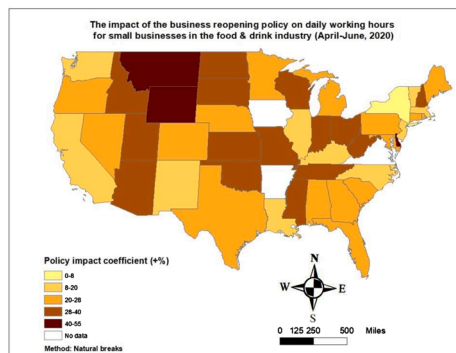 The impact of the business reopening policy on daily working hours
for small businesses in the food & drink industry (April-June, 2020)
Policy impact coefficient (+%)
0-8
8-20
20-28
28-40
40-55
No data
Method: Natural breaks
N
W
E
S
0 125 250 500 Miles